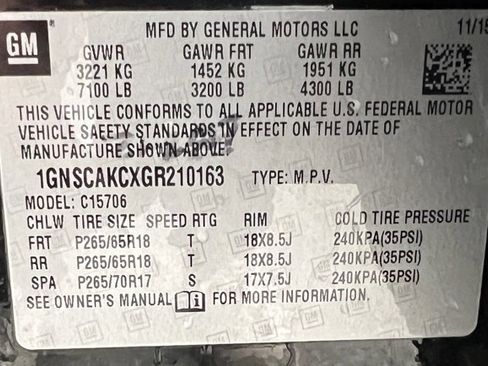 GM
MFD BY GENERAL MOTORS LLC 11/15
GVWR GAWR FRT GAWR RR
3221 KG 1452 KG 1951 KG
7100 LB 3200 LB 4300 LB
THIS VEHICLE CONFORMS TO ALL APPLICABLE U.S. FEDERAL MOTOR
VEHICLE SAFETY STANDARDS IN EFFECT ON THE DATE OF
MANUFACTURE SHOWN ABOVE.
1GNSCAKCXGR210163 TYPE: M.P.V.
MODEL: C15706
CHLW TIRE SIZE SPEED RTG RIM COLD TIRE PRESSURE
FRT P265/65R18 T 18X8.5J 240KPA(35PSI)
RR P265/65R18 T 18X8.5J 240KPA(35PSI)
SPA P265/70R17 S 17X7.5J 240KPA(35PSI)
SEE OWNER'S MANUAL FOR MORE INFORMATION.